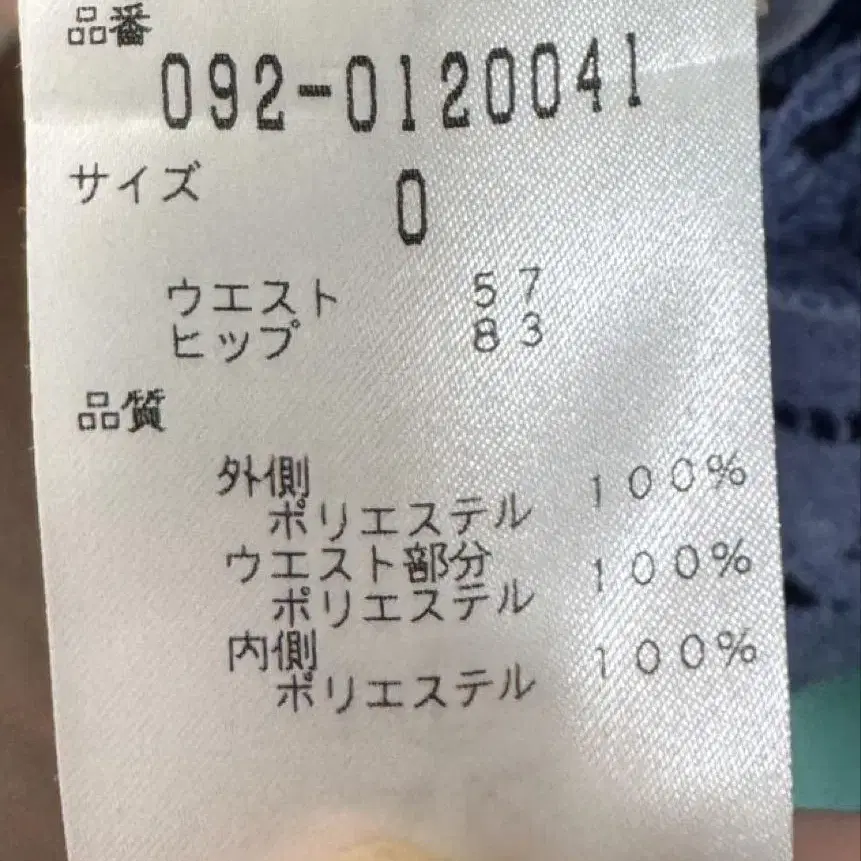 品番
092-0120041
サイズ 0
ウエスト 57
ヒップ 83
品質
外側
ポリエステル 100%
ウエスト部分
ポリエステル 100%
内側
ポリエステル 100%